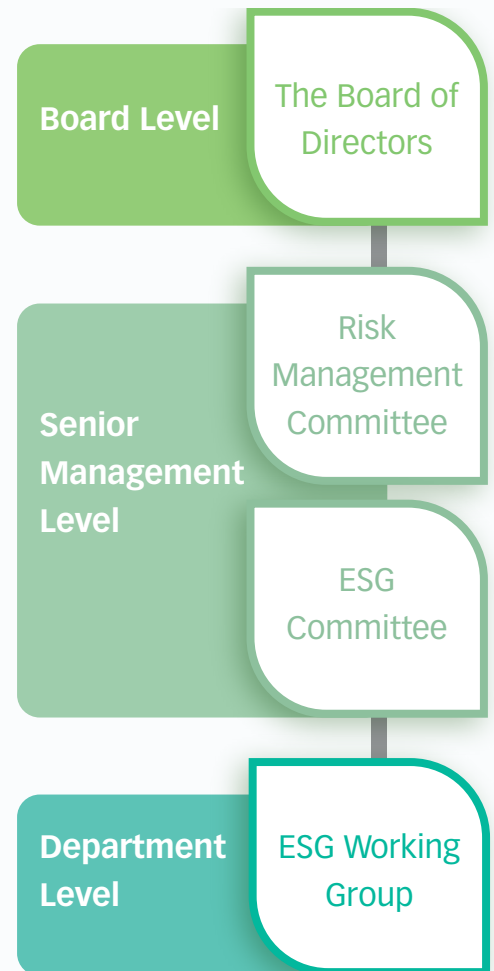 Board Level
The Board of
Directors
Senior
Management
Level
Risk
Management
Committee
ESG
Committee
Department
Level
ESG Working
Group